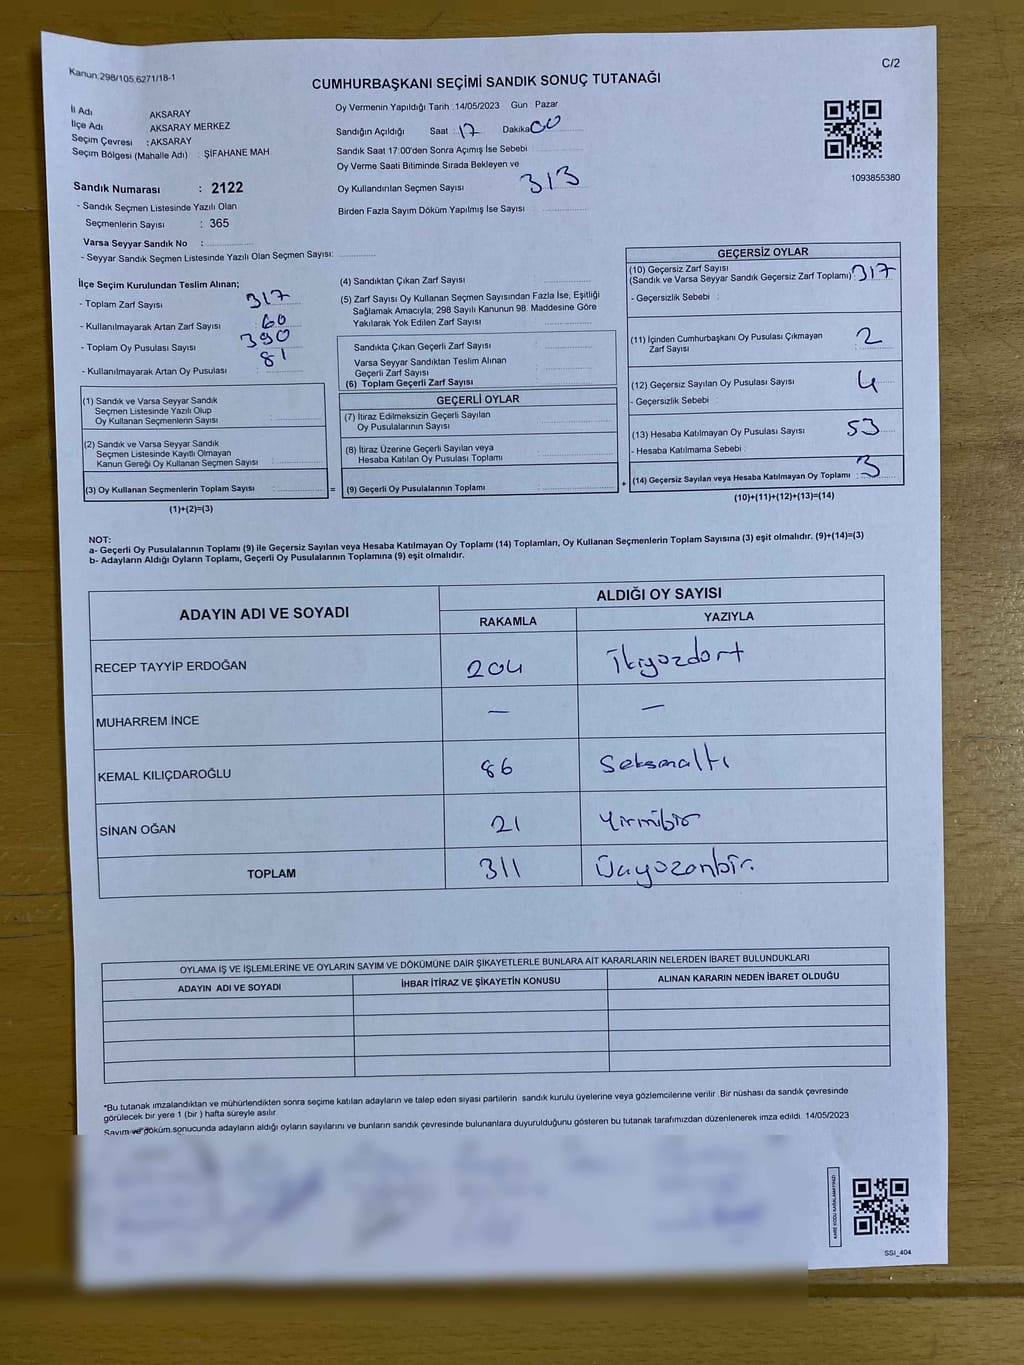 Kanun:298/105,6271/18-1
C/2
CUMHURBAŞKANI SEÇİMİ SANDIK SONUÇ TUTANAĞI
İl Adı AKSARAY
İlçe Adı AKSARAY MERKEZ
Seçim Çevresi : AKSARAY
Seçim Bölgesi (Mahalle Adı) : ŞİFAHANE MAH
Sandık Numarası : 2122
- Sandık Seçmen Listesinde Yazılı Olan
Seçmenlerin Sayısı : 365
Varsa Seyyar Sandık No :
- Seyyar Sandık Seçmen Listesinde Yazılı Olan Seçmen Sayısı:
Oy Vermenin Yapıldığı Tarih :14/05/2023 Gün Pazar
Sandığın Açıldığı Saat 17 Dakika 00
Sandık Saat 17:00'den Sonra Açımış İse Sebebi
Oy Verme Saati Bitiminde Sırada Bekleyen ve
Oy Kullandırılan Seçmen Sayısı 313
Birden Fazla Sayım Döküm Yapılmış İse Sayısı
1093855380
İlçe Seçim Kurulundan Teslim Alınan;
- Toplam Zarf Sayısı 317
- Kullanılmayarak Artan Zarf Sayısı 60
- Toplam Oy Pusulası Sayısı 390
- Kullanılmayarak Artan Oy Pusulası 81
(1) Sandık ve Varsa Seyyar Sandık
Seçmen Listesinde Yazılı Olup
Oy Kullanan Seçmenlerin Sayısı :
(2) Sandık ve Varsa Seyyar Sandık
Seçmen Listesinde Kayıtlı Olmayan
Kanun Gereği Oy Kullanan Seçmen Sayısı :
(3) Oy Kullanan Seçmenlerin Toplam Sayısı : =
(1)+(2)=(3)
(4) Sandıktan Çıkan Zarf Sayısı :
(5) Zarf Sayısı Oy Kullanan Seçmen Sayısından Fazla İse, Eşitliği
Sağlamak Amacıyla, 298 Sayılı Kanunun 98. Maddesine Göre
Yakılarak Yok Edilen Zarf Sayısı
Sandıkta Çıkan Geçerli Zarf Sayısı :
Varsa Seyyar Sandıktan Teslim Alınan
Geçerli Zarf Sayısı :
(6) Toplam Geçerli Zarf Sayısı :
GEÇERLİ OYLAR
(7) İtiraz Edilmeksizin Geçerli Sayılan
Oy Pusulalarının Sayısı :
(8) İtiraz Üzerine Geçerli Sayılan veya
Hesaba Katılan Oy Pusulası Toplamı :
(9) Geçerli Oy Pusulalarının Toplamı : +
GEÇERSİZ OYLAR
(10) Geçersiz Zarf Sayısı
(Sandık ve Varsa Seyyar Sandık Geçersiz Zarf Toplamı) : 317
- Geçersizlik Sebebi :
(11) İçinden Cumhurbaşkanı Oy Pusulası Çıkmayan
Zarf Sayısı : 2
(12) Geçersiz Sayılan Oy Pusulası Sayısı : 4
- Geçersizlik Sebebi :
(13) Hesaba Katılmayan Oy Pusulası Sayısı : 53
- Hesaba Katılmama Sebebi :
(14) Geçersiz Sayılan veya Hesaba Katılmayan Oy Toplamı : 3
(10)+(11)+(12)+(13)=(14)
NOT:
a- Geçerli Oy Pusulalarının Toplamı (9) ile Geçersiz Sayılan veya Hesaba Katılmayan Oy Toplamı (14) Toplamları, Oy Kullanan Seçmenlerin Toplam Sayısına (3) eşit olmalıdır. (9)+(14)=(3)
b- Adayların Aldığı Oyların Toplamı, Geçerli Oy Pusulalarının Toplamına (9) eşit olmalıdır.
ADAYIN ADI VE SOYADI ALDIĞI OY SAYISI
RAKAMLA YAZIYLA
RECEP TAYYİP ERDOĞAN 204 İkiyüzdört
MUHARREM İNCE — —
KEMAL KILIÇDAROĞLU 86 Seksenaltı
SİNAN OĞAN 21 Yirmibir
TOPLAM 311 Üçyüzonbir.
OYLAMA İŞ VE İŞLEMLERİNE VE OYLARIN SAYIM VE DÖKÜMÜNE DAİR ŞİKAYETLERLE BUNLARA AİT KARARLARIN NELERDEN İBARET BULUNDUKLARI
ADAYIN ADI VE SOYADI İHBAR İTİRAZ VE ŞİKAYETİN KONUSU ALINAN KARARIN NEDEN İBARET OLDUĞU
*Bu tutanak imzalandıktan ve mühürlendikten sonra seçime katılan adayların ve talep eden siyasi partilerin sandık kurulu üyelerine veya gözlemcilerine verilir .Bir nüshası da sandık çevresinde
görülecek bir yere 1 (bir ) hafta süreyle asılır.
Sayım ve döküm sonucunda adayların aldığı oyların sayılarını ve bunların sandık çevresinde bulunanlara duyurulduğunu gösteren bu tutanak tarafımızdan düzenlenerek imza edildi. 14/05/2023
KARE KODU KARALAMAYINIZ!
SSI_404